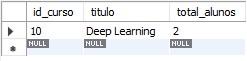 id_curso titulo total_alunos
10 Deep Learning 2
NULL NULL NULL